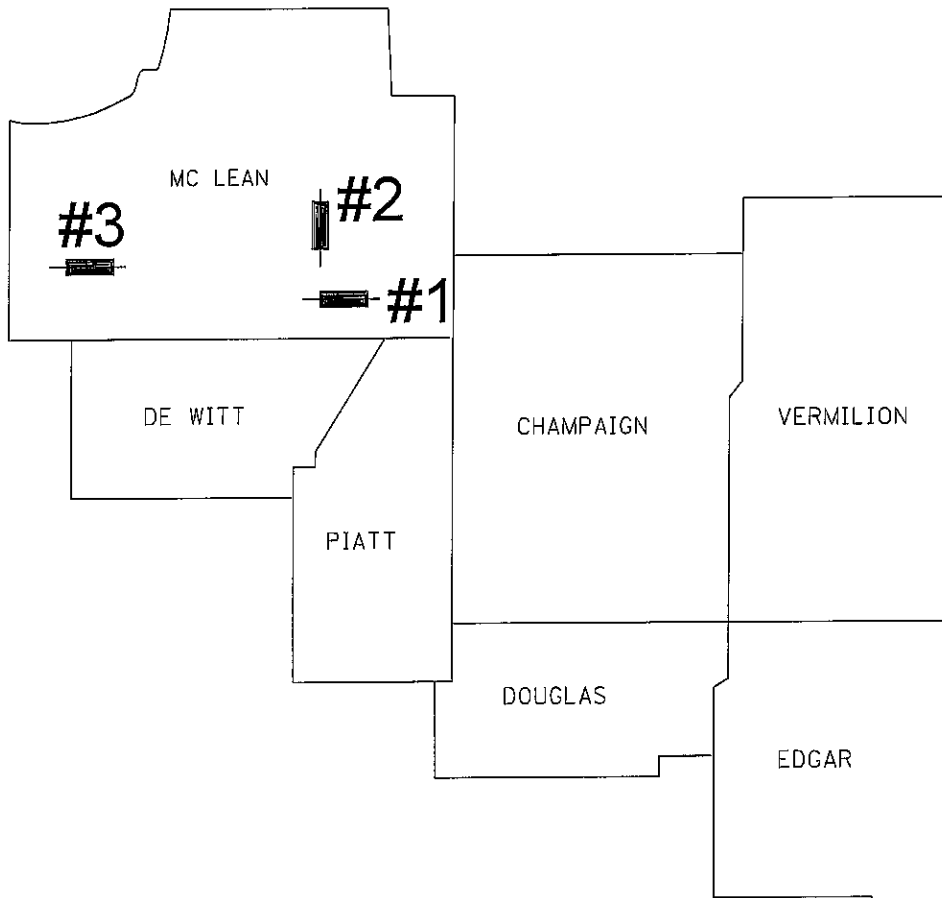 MC LEAN
#2
#3
#1
DE WITT
CHAMPAIGN
VERMILION
PIATT
DOUGLAS
EDGAR